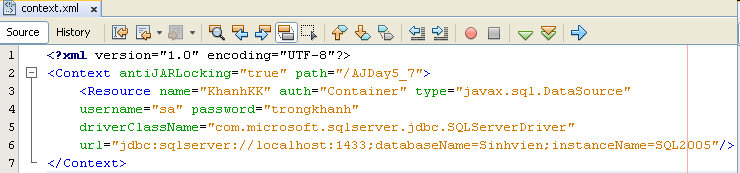 context.xml
Source History
1 <?xml version="1.0" encoding="UTF-8"?>
2 <Context antiJARLocking="true" path="/AJDay5_7">
3 <Resource name="KhanhKK" auth="Container" type="javax.sql.DataSource"
4 username="sa" password="trongkhanh"
5 driverClassName="com.microsoft.sqlserver.jdbc.SQLServerDriver"
6 url="jdbc:sqlserver://localhost:1433;databaseName=Sinhvien;instanceName=SQL2005"/>
7 </Context>